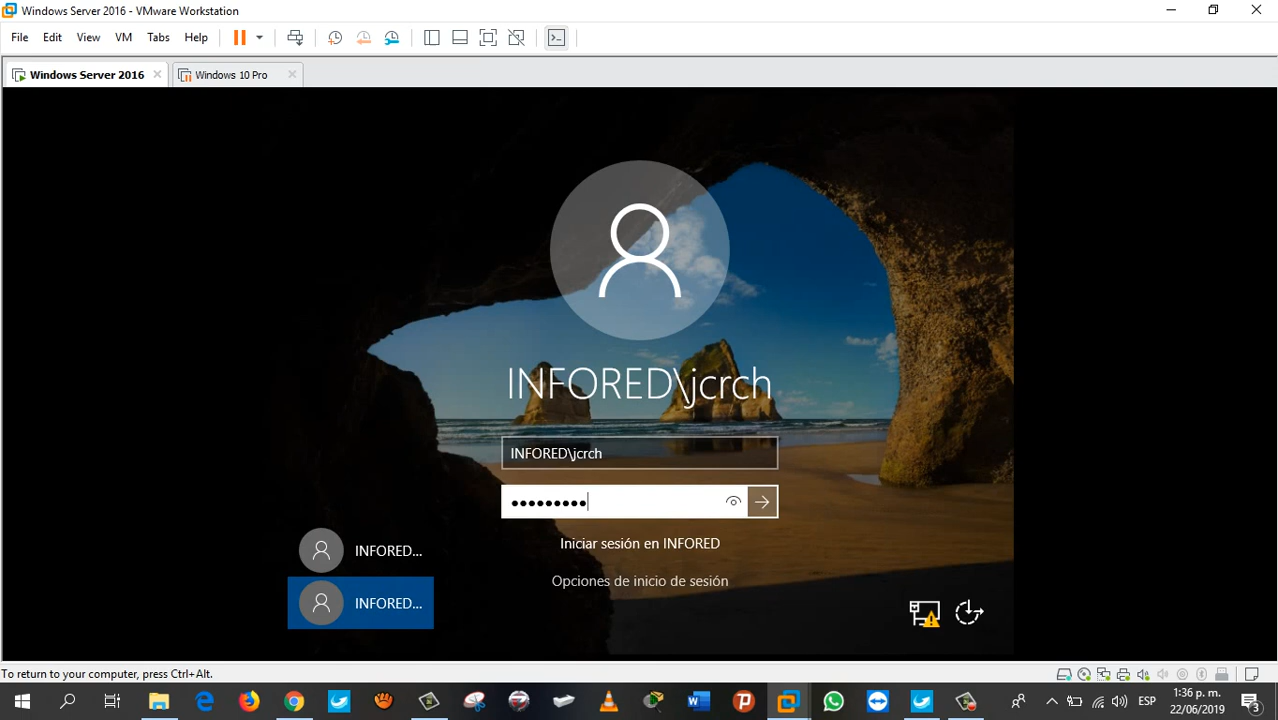 Windows Server 2016 - VMware Workstation
File Edit View VM Tabs Help
Windows Server 2016
Windows 10 Pro
INFORED\jcrch
INFORED\jcrch
Iniciar sesión en INFORED
Opciones de inicio de sesión
INFORED...
INFORED...
To return to your computer, press Ctrl+Alt.
ESP
1:36 p. m.
22/06/2019
3